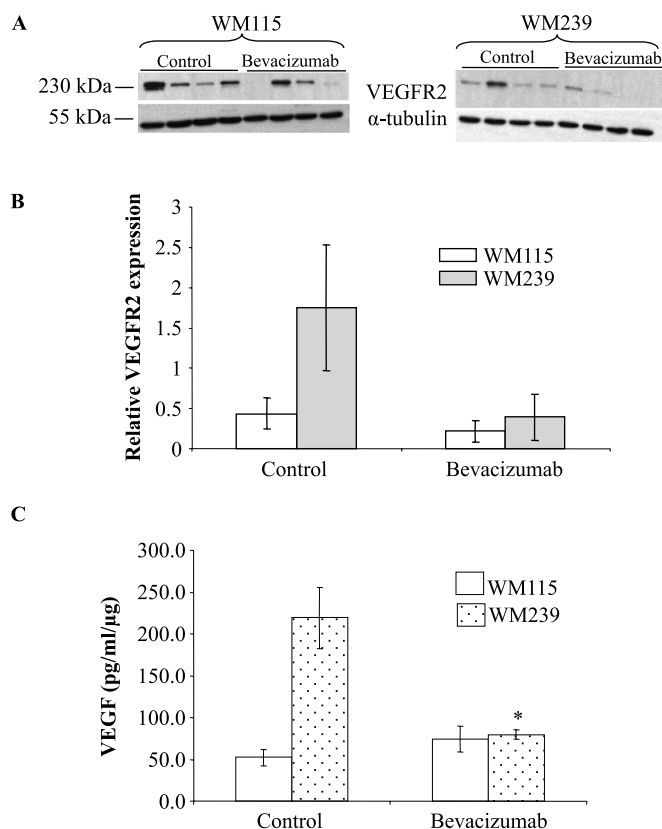 A
WM115
WM239
Control
Bevacizumab
Control
Bevacizumab
230 kDa
VEGFR2
55 kDa
α-tubulin
B
Relative VEGFR2 expression
3
2.5
2
1.5
1
0.5
0
WM115
WM239
Control
Bevacizumab
C
VEGF (pg/ml/μg)
300.0
250.0
200.0
150.0
100.0
50.0
0.0
WM115
WM239
*
Control
Bevacizumab